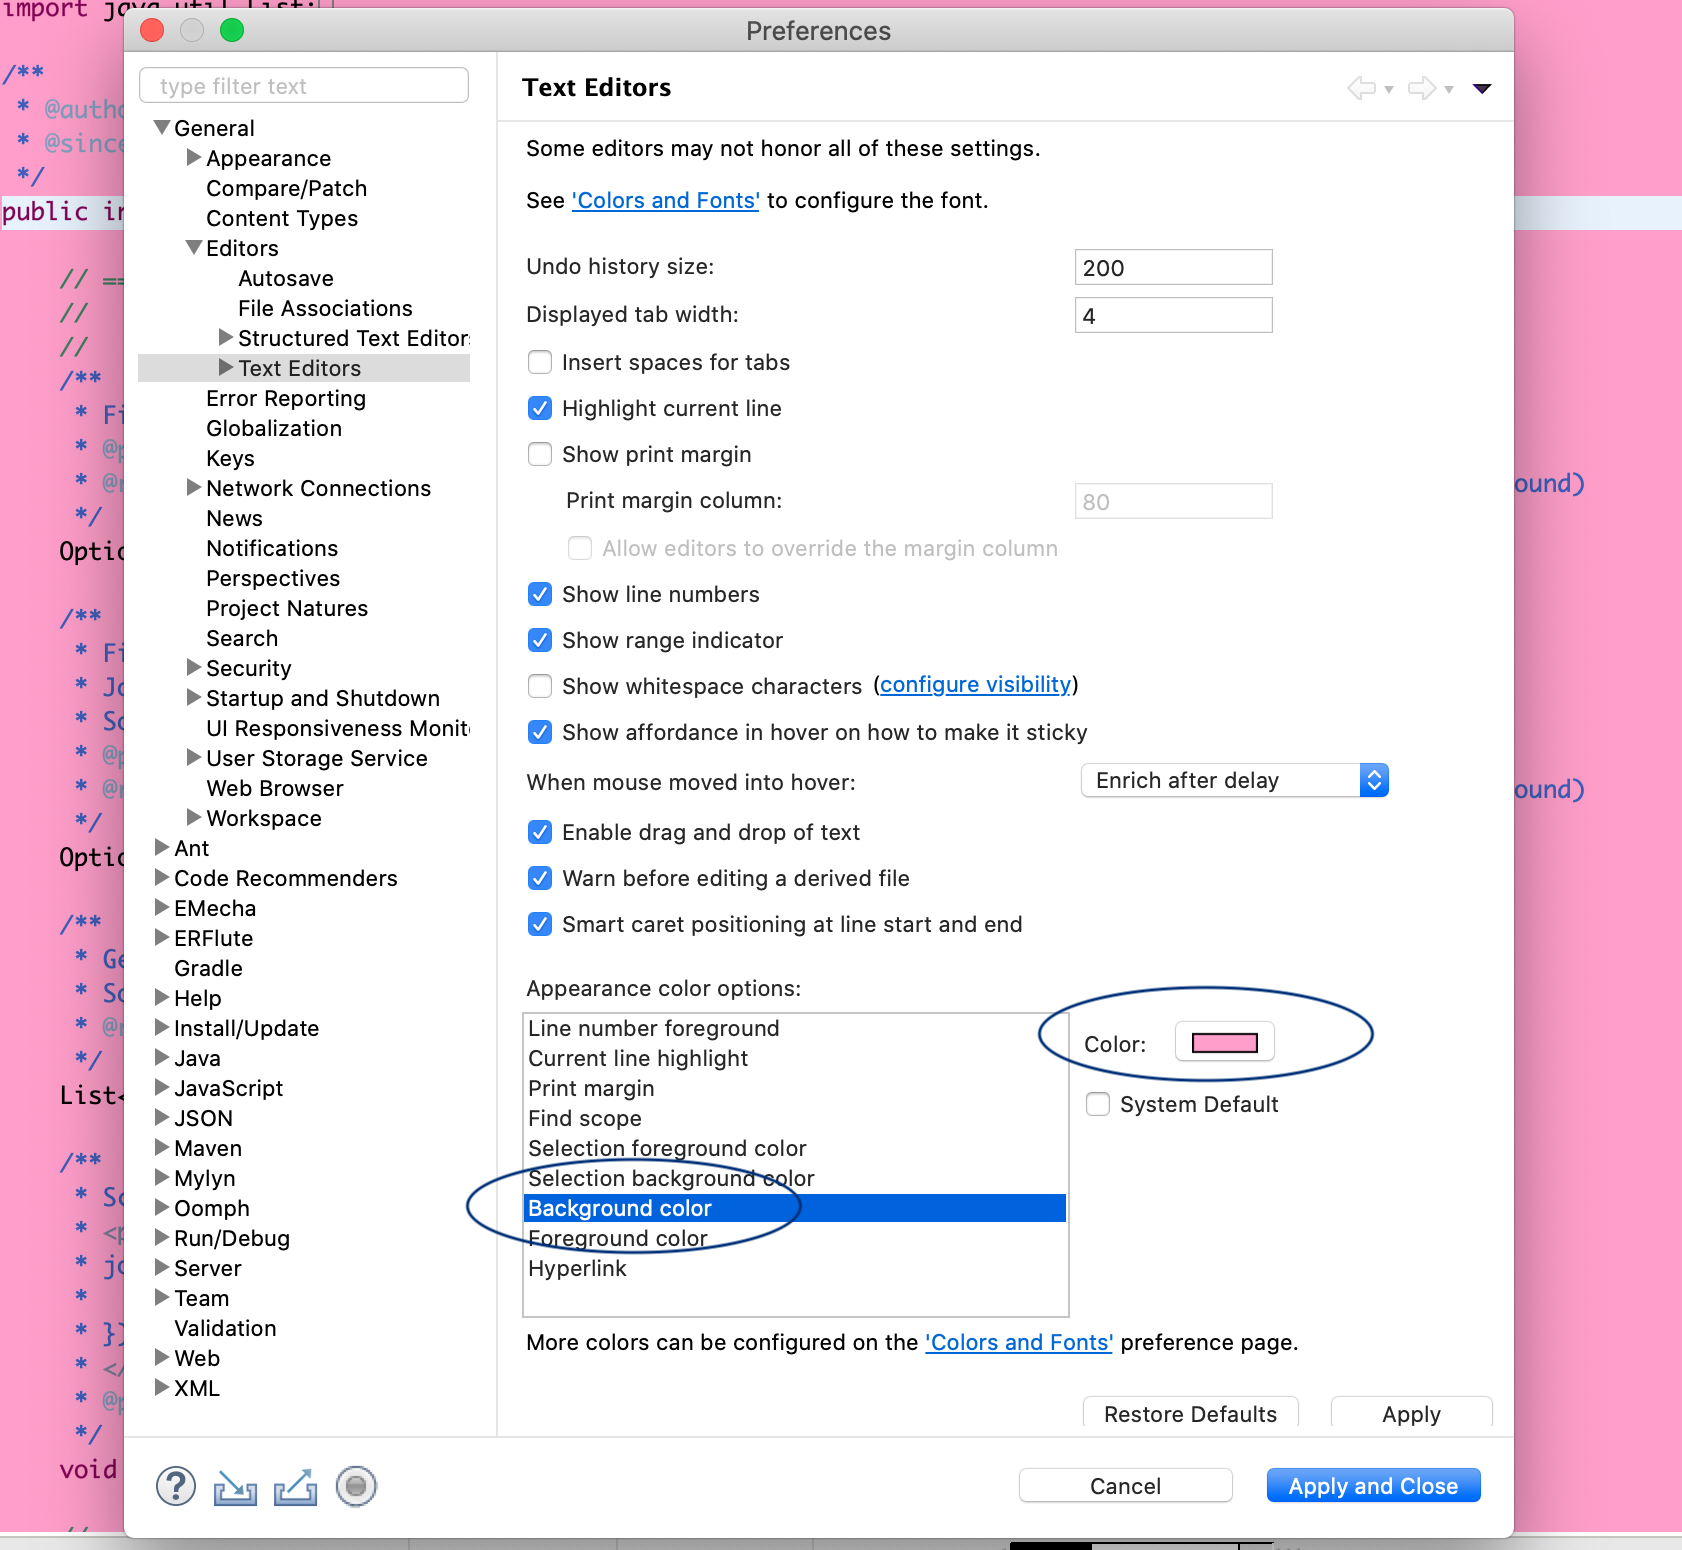 import java.util.List;
Preferences
/**
* @autho
* @since
*/
public in
// ==
//
//
/**
* Fi
* @p
* @r
ound)
*/
Optio
/**
* Fi
* Jo
* So
* @p
* @r
ound)
*/
Optio
/**
* Ge
* So
* @r
*/
List<
/**
* So
* <p
* jo
*
* })
* </
* @p
*/
void
//
type filter text
General
Appearance
Compare/Patch
Content Types
Editors
Autosave
File Associations
Structured Text Editors
Text Editors
Error Reporting
Globalization
Keys
Network Connections
News
Notifications
Perspectives
Project Natures
Search
Security
Startup and Shutdown
UI Responsiveness Monit
User Storage Service
Web Browser
Workspace
Ant
Code Recommenders
EMecha
ERFlute
Gradle
Help
Install/Update
Java
JavaScript
JSON
Maven
Mylyn
Oomph
Run/Debug
Server
Team
Validation
Web
XML
Text Editors
Some editors may not honor all of these settings.
See 'Colors and Fonts' to configure the font.
Undo history size: 200
Displayed tab width: 4
Insert spaces for tabs
Highlight current line
Show print margin
Print margin column: 80
Allow editors to override the margin column
Show line numbers
Show range indicator
Show whitespace characters (configure visibility)
Show affordance in hover on how to make it sticky
When mouse moved into hover: Enrich after delay
Enable drag and drop of text
Warn before editing a derived file
Smart caret positioning at line start and end
Appearance color options:
Line number foreground
Current line highlight
Print margin
Find scope
Selection foreground color
Selection background color
Background color
Foreground color
Hyperlink
Color:
System Default
More colors can be configured on the 'Colors and Fonts' preference page.
Restore Defaults Apply
? Cancel Apply and Close